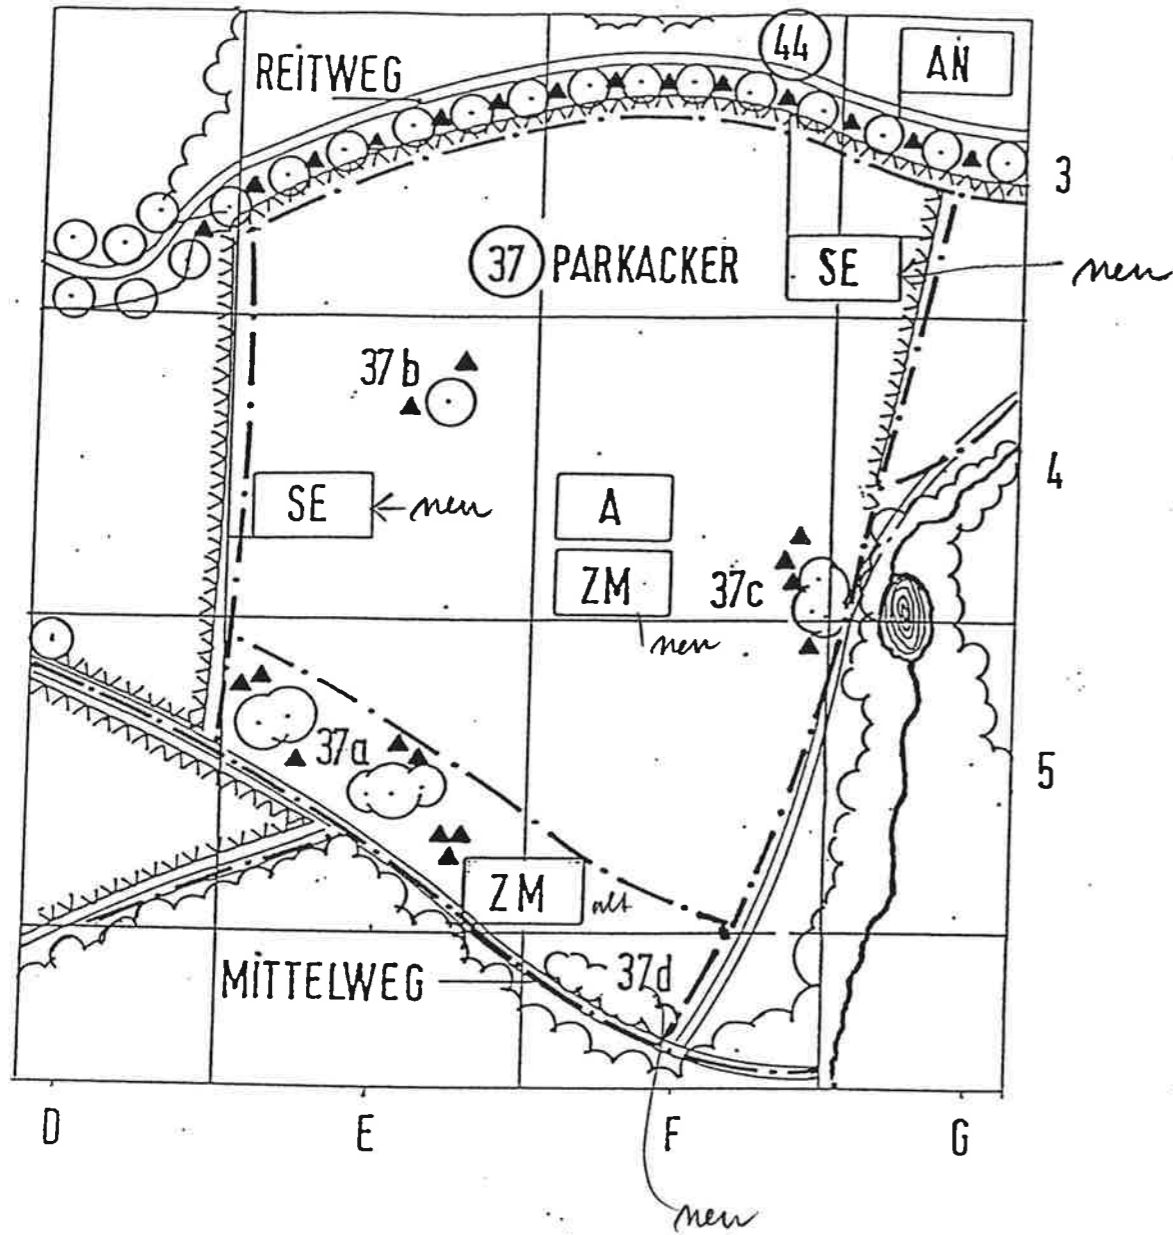 44
AN
REITWEG
3
37 PARKACKER
SE
neu
37b
4
SE
neu
A
ZM
neu
37c
37a
5
ZM
alt
MITTELWEG
37d
D
E
F
G
neu